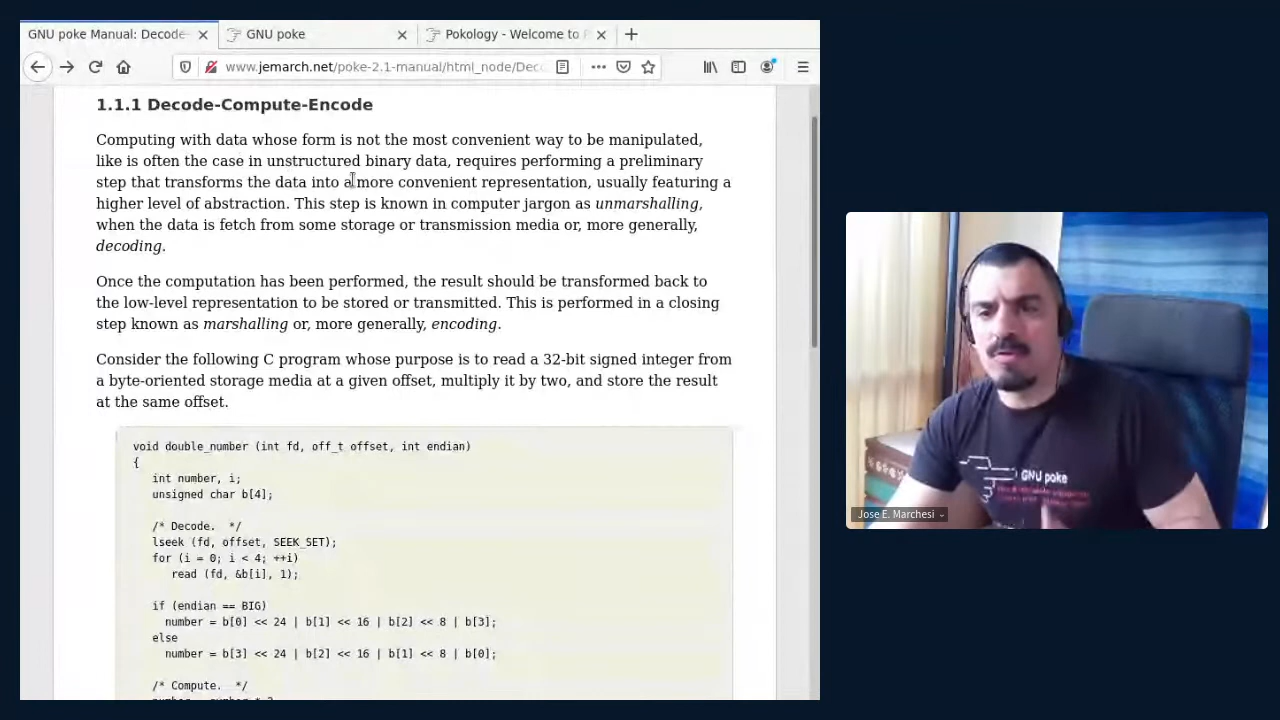 GNU poke Manual: Decode-
GNU poke
Pokology - Welcome to
www.jemarch.net/poke-2.1-manual/html_node/Dec
1.1.1 Decode-Compute-Encode
Computing with data whose form is not the most convenient way to be manipulated,
like is often the case in unstructured binary data, requires performing a preliminary
step that transforms the data into a more convenient representation, usually featuring a
higher level of abstraction. This step is known in computer jargon as unmarshalling,
when the data is fetch from some storage or transmission media or, more generally,
decoding.
Once the computation has been performed, the result should be transformed back to
the low-level representation to be stored or transmitted. This is performed in a closing
step known as marshalling or, more generally, encoding.
Consider the following C program whose purpose is to read a 32-bit signed integer from
a byte-oriented storage media at a given offset, multiply it by two, and store the result
at the same offset.
void double_number (int fd, off_t offset, int endian)
{
int number, i;
unsigned char b[4];
/* Decode.  */
lseek (fd, offset, SEEK_SET);
for (i = 0; i < 4; ++i)
read (fd, &b[i], 1);
if (endian == BIG)
number = b[0] << 24 | b[1] << 16 | b[2] << 8 | b[3];
else
number = b[3] << 24 | b[2] << 16 | b[1] << 8 | b[0];
/* Compute.  */
GNU poke
Jose E. Marchesi